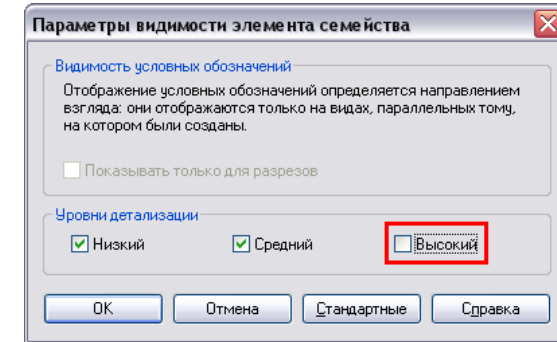 Параметры видимости элемента семейства
Видимость условных обозначений
Отображение условных обозначений определяется направлением
взгляда: они отображаются только на видах, параллельных тому,
на котором были созданы.
Показывать только для разрезов
Уровни детализации
Низкий Средний Высокий
ОК Отмена Стандартные Справка